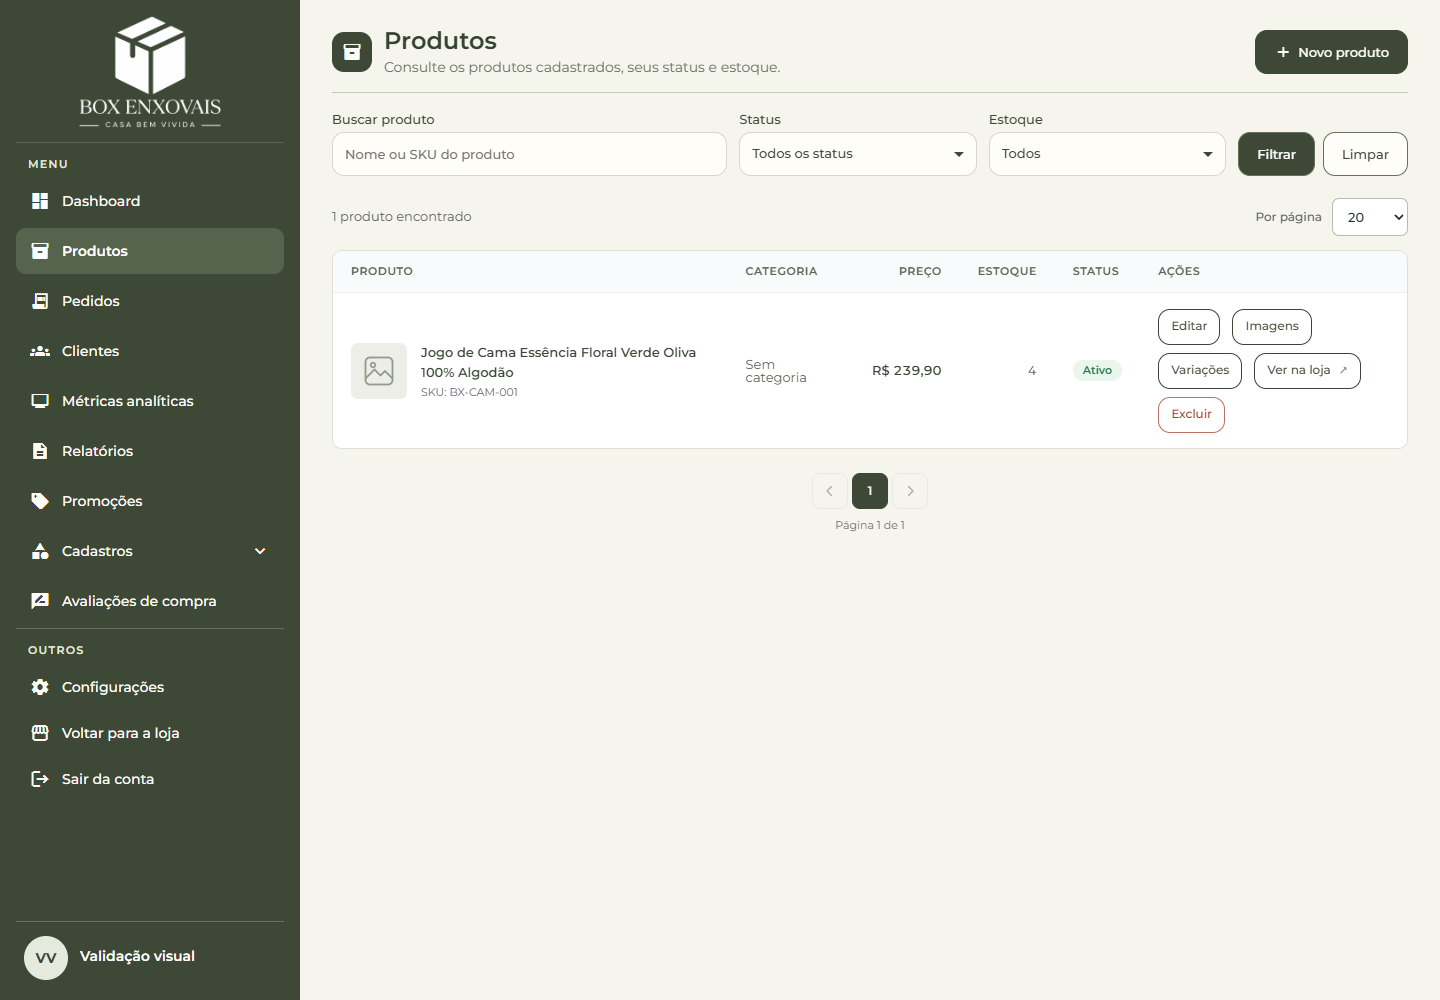 BOX ENXOVAIS
CASA BEM VIVIDA
MENU
Dashboard
Produtos
Pedidos
Clientes
Métricas analíticas
Relatórios
Promoções
Cadastros
Avaliações de compra
OUTROS
Configurações
Voltar para a loja
Sair da conta
VV
Validação visual
Produtos
Consulte os produtos cadastrados, seus status e estoque.
+ Novo produto
Buscar produto
Nome ou SKU do produto
Status
Todos os status
Estoque
Todos
Filtrar
Limpar
1 produto encontrado
Por página
20
PRODUTO CATEGORIA PREÇO ESTOQUE STATUS AÇÕES
Jogo de Cama Essência Floral Verde Oliva
100% Algodão
SKU: BX-CAM-001
Sem
categoria
R$ 239,90
4
Ativo
Editar
Imagens
Variações
Ver na loja ↗
Excluir
1
Página 1 de 1